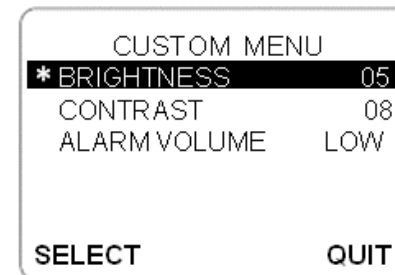 CUSTOM MENU
* BRIGHTNESS 05
CONTRAST 08
ALARM VOLUME LOW
SELECT QUIT